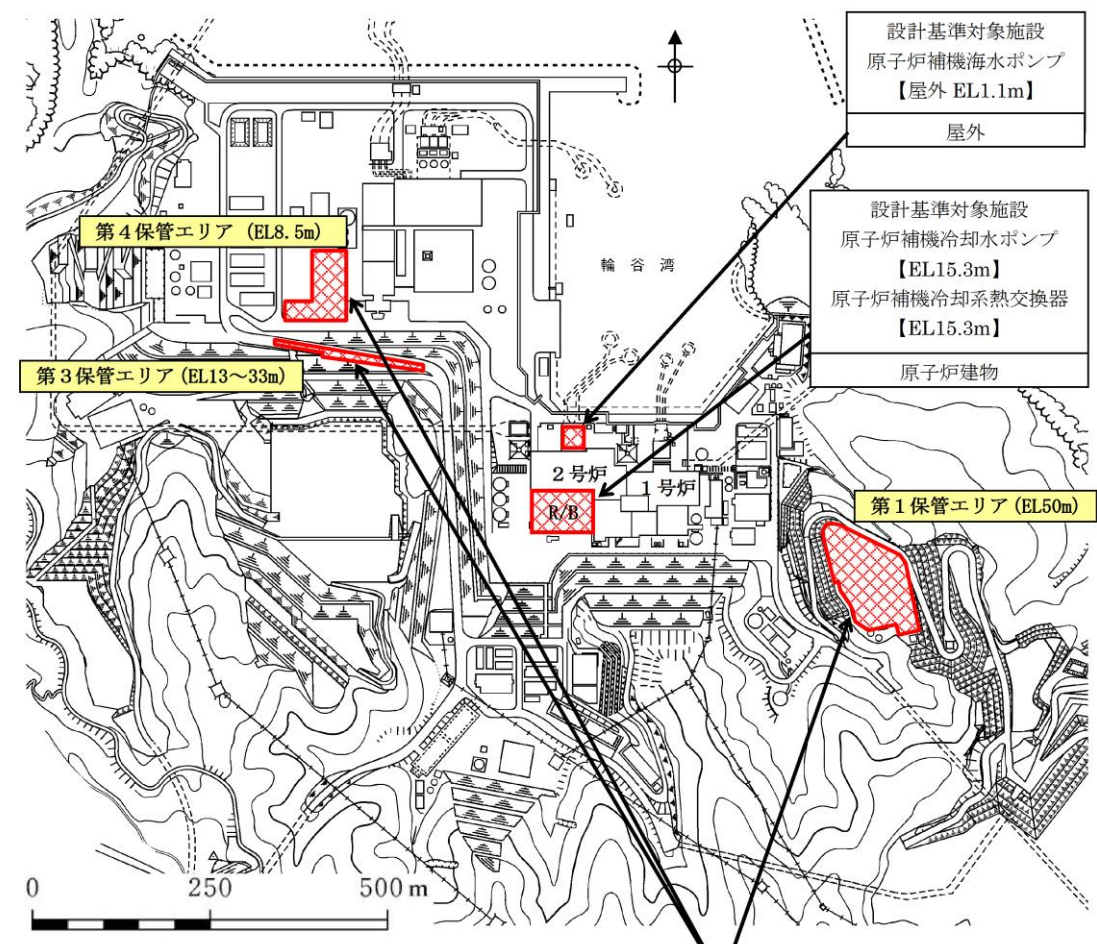 設計基準対象施設
原子炉補機海水ポンプ
【屋外 EL1.1m】
屋外
設計基準対象施設
原子炉補機冷却水ポンプ
【EL15.3m】
原子炉補機冷却系熱交換器
【EL15.3m】
原子炉建物
第4保管エリア (EL8.5m)
輪谷湾
第3保管エリア(EL13～33m)
2号炉
1号炉
R/B
第1保管エリア(EL50m)
0 250 500m